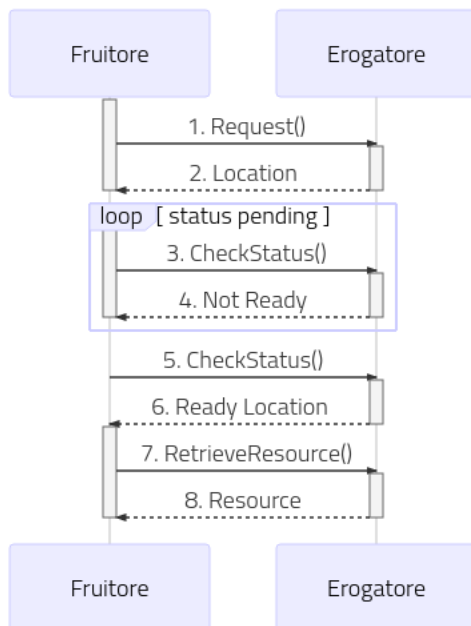 Fruitore
Erogatore
1. Request()
2. Location
loop
[ status pending ]
3. CheckStatus()
4. Not Ready
5. CheckStatus()
6. Ready Location
7. RetrieveResource()
8. Resource
Fruitore
Erogatore